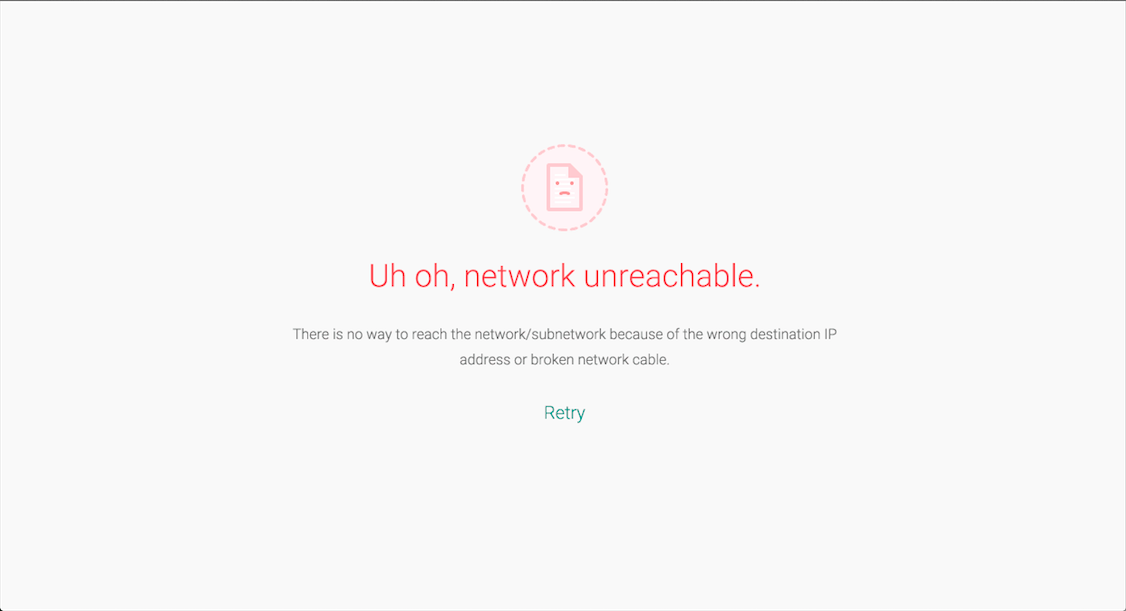 Uh oh, network unreachable.
There is no way to reach the network/subnetwork because of the wrong destination IP
address or broken network cable.
Retry